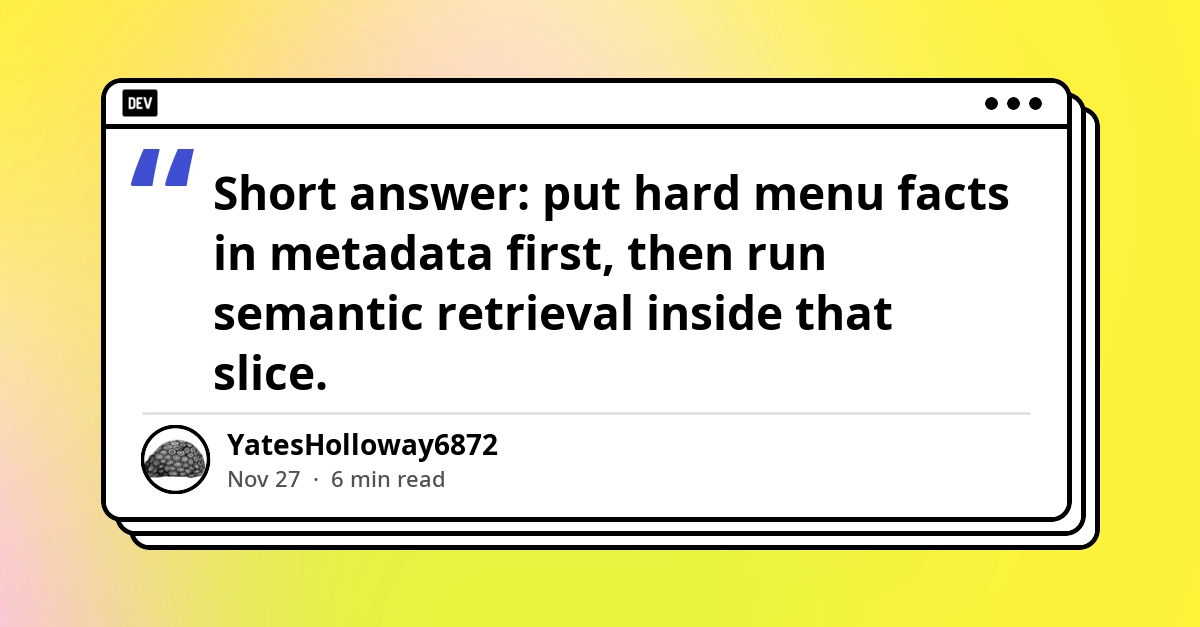 DEV
“Short answer: put hard menu facts
in metadata first, then run
semantic retrieval inside that
slice.
YatesHolloway6872
Nov 27 · 6 min read